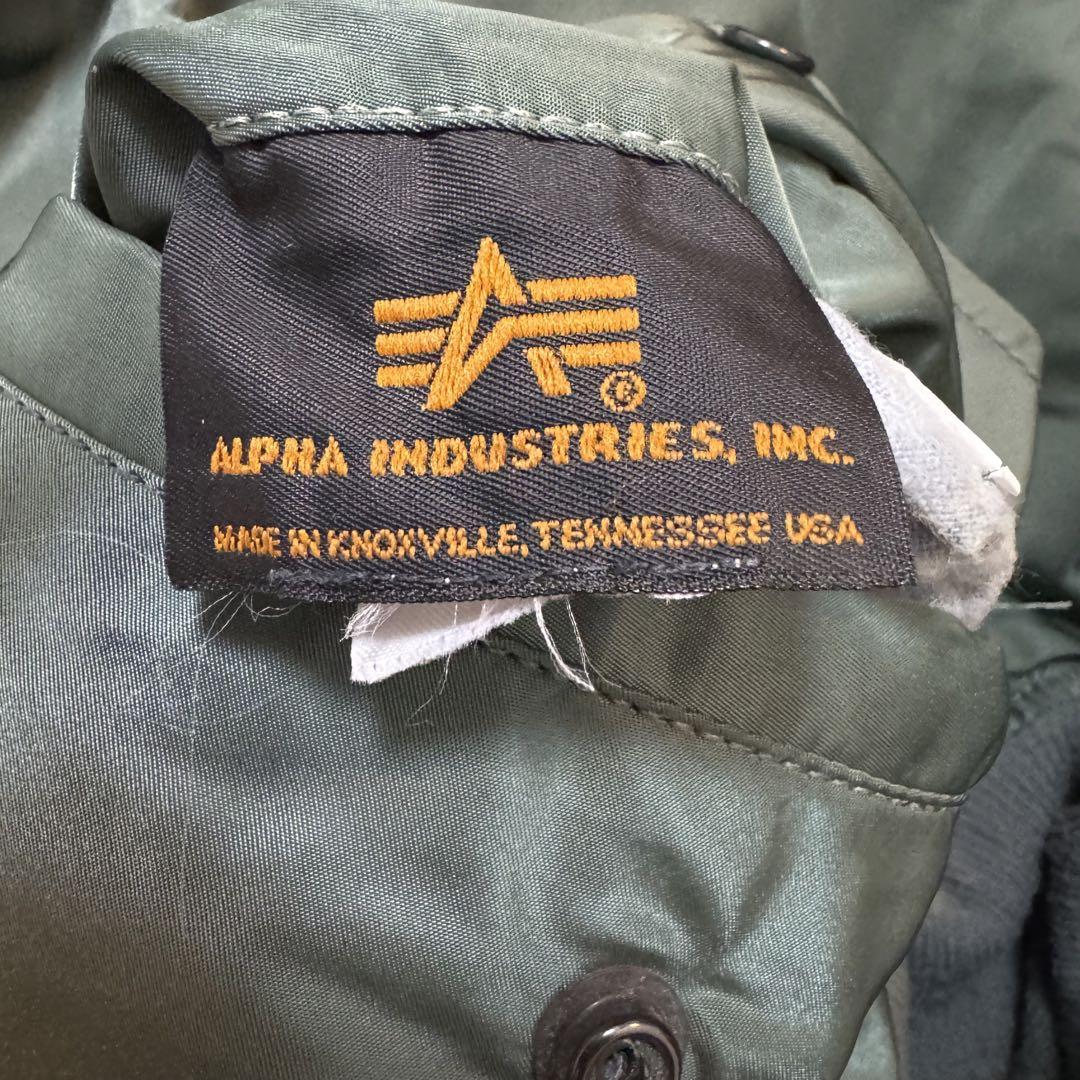 ®
ALPHA INDUSTRIES, INC.
MADE IN KNOXVILLE, TENNESSEE USA